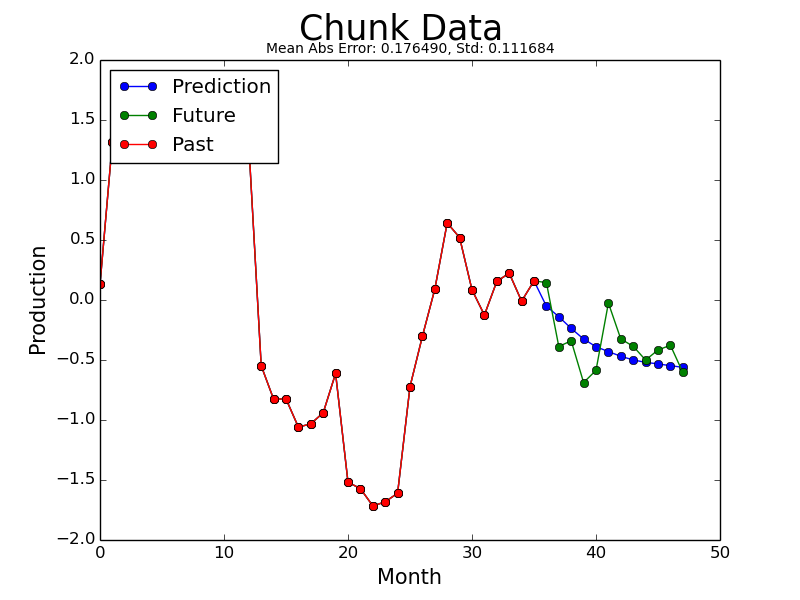 Chunk Data
Mean Abs Error: 0.176490, Std: 0.111684
Prediction
Future
Past
2.0
1.5
1.0
0.5
0.0
−0.5
−1.0
−1.5
−2.0
Production
0 10 20 30 40 50
Month